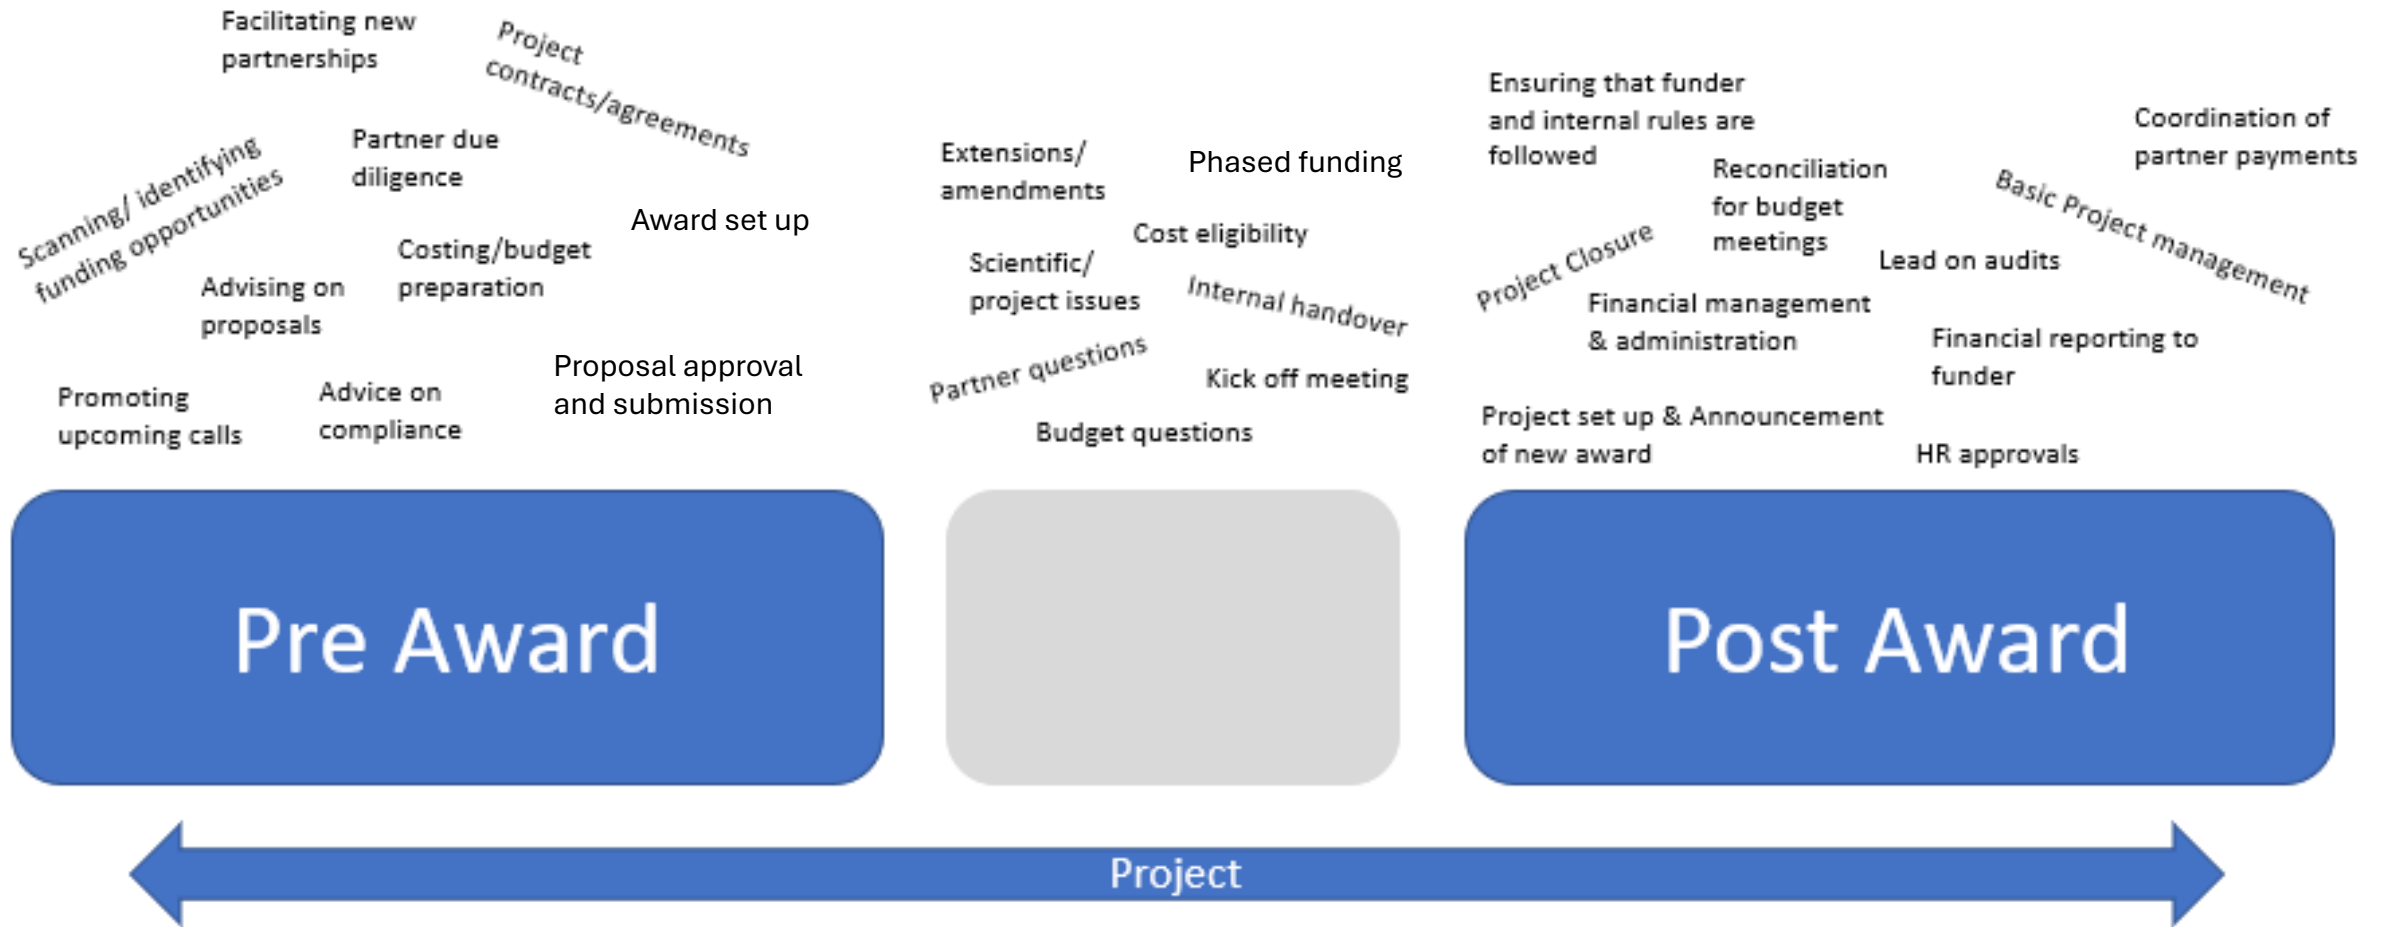 Facilitating new
partnerships
Project
contracts/agreements
Scanning/ identifying
funding opportunities
Partner due
diligence
Award set up
Costing/budget
preparation
Advising on
proposals
Proposal approval
and submission
Promoting
upcoming calls
Advice on
compliance
Extensions/
amendments
Phased funding
Cost eligibility
Scientific/
project issues
Internal handover
Partner questions
Kick off meeting
Budget questions
Ensuring that funder
and internal rules are
followed
Coordination of
partner payments
Reconciliation
for budget
meetings
Basic Project management
Project Closure
Lead on audits
Financial management
& administration
Financial reporting to
funder
Project set up & Announcement
of new award
HR approvals
Pre Award
Post Award
Project